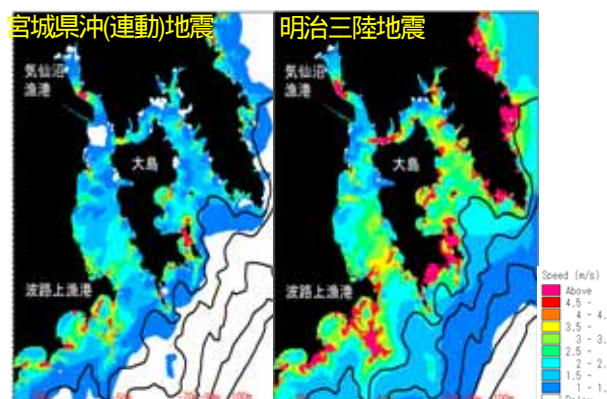 宮城県沖(連動)地震
明治三陸地震
気仙沼
漁港
大島
波路上漁港
気仙沼
漁港
大島
波路上漁港
Speed (m/s)
Above
4.5 -
4 - 4.
3.5 -
3 - 3.
2.5 -
2 - 2.
1.5 -
1 - 1.
Below